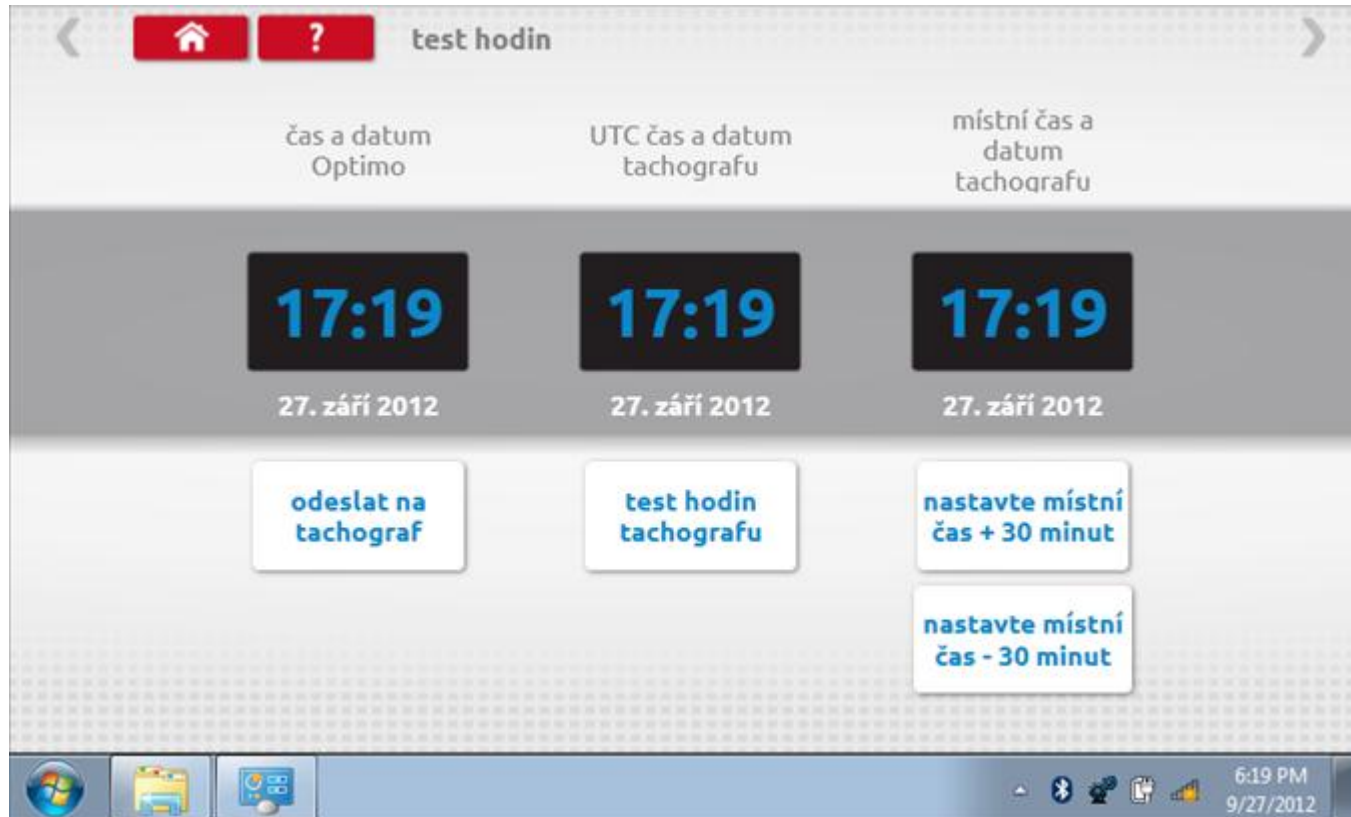 ?
test hodin
čas a datum
Optimo
UTC čas a datum
tachografu
místní čas a
datum
tachografu
17:19
17:19
17:19
27. září 2012
27. září 2012
27. září 2012
odeslat na
tachograf
test hodin
tachografu
nastavte místní
čas + 30 minut
nastavte místní
čas - 30 minut
6:19 PM
9/27/2012